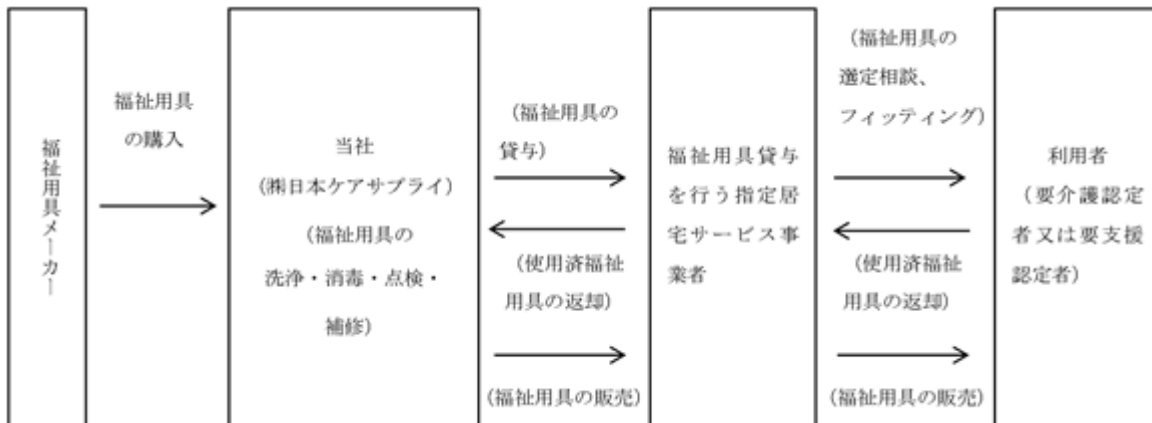 福祉用具メーカー
福祉用具
の購入
当社
(㈱日本ケアサプライ)
(福祉用具の
洗浄・消毒・点検・
補修)
(福祉用具の
貸与)
(使用済福祉
用具の返却)
(福祉用具の販売)
福祉用具貸与
を行う指定居
宅サービス事
業者
(福祉用具の
選定相談、
フィッティング)
(使用済福祉
用具の返却)
(福祉用具の販売)
利用者
(要介護認定
者又は要支援
認定者)